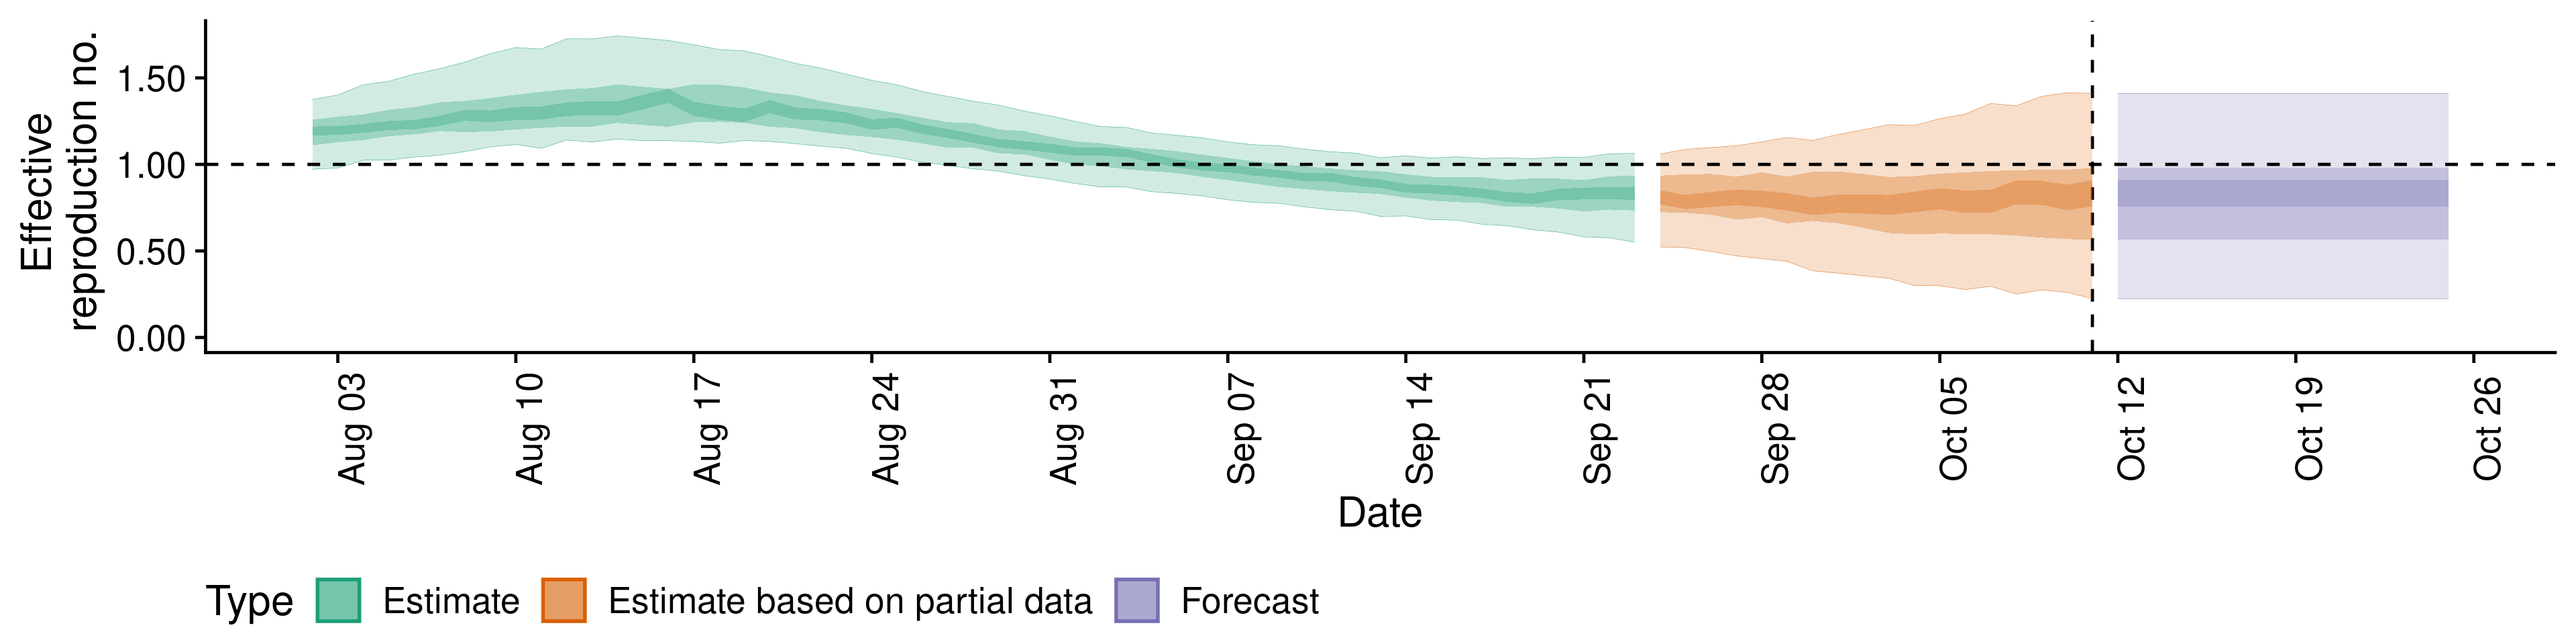 Effective
reproduction no.
1.50
1.00
0.50
0.00
Aug 03
Aug 10
Aug 17
Aug 24
Aug 31
Sep 07
Sep 14
Sep 21
Sep 28
Oct 05
Oct 12
Oct 19
Oct 26
Date
Type Estimate Estimate based on partial data Forecast